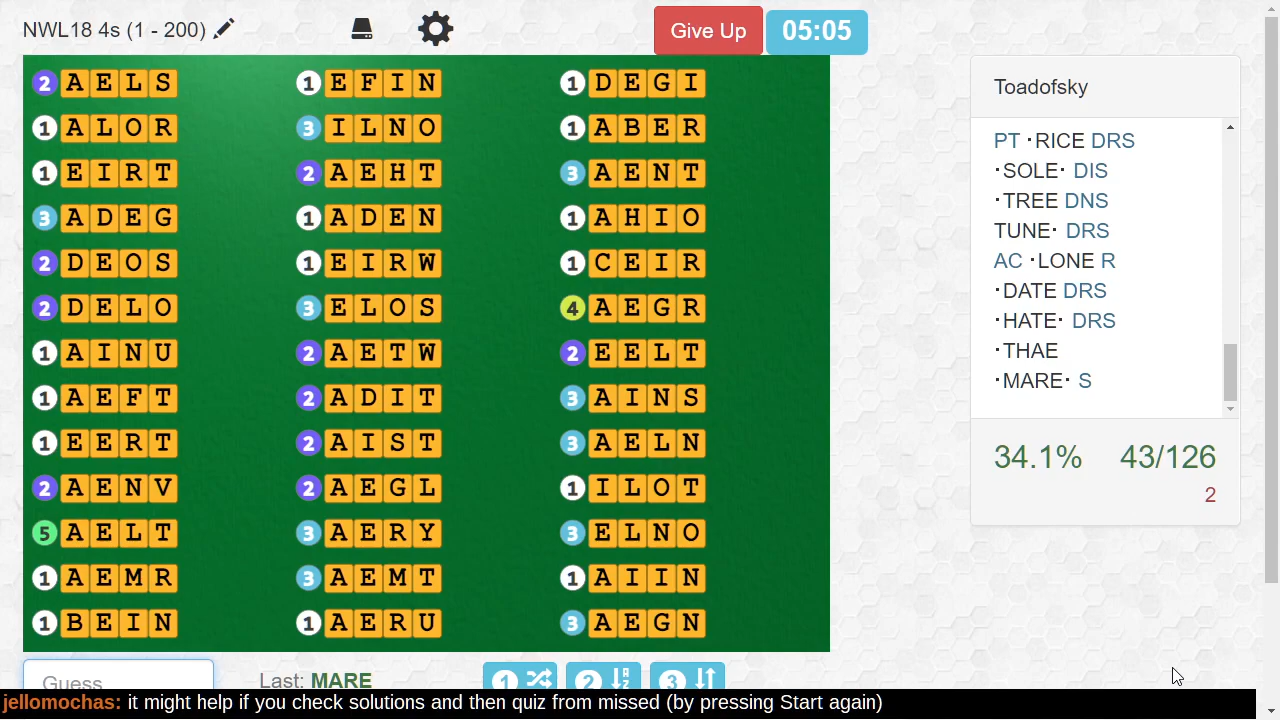 NWL18 4s (1 - 200) Give Up 05:05
2 AELS 1 EFIN 1 DEGI
1 ALOR 3 ILNO 1 ABER
1 EIRT 2 AEHT 3 AENT
3 ADEG 1 ADEN 1 AHIO
2 DEOS 1 EIRW 1 CEIR
2 DELO 3 ELOS 4 AEGR
1 AINU 2 AETW 2 EELT
1 AEFT 2 ADIT 3 AINS
1 EERT 2 AIST 3 AELN
2 AENV 2 AEGL 1 ILOT
5 AELT 3 AERY 3 ELNO
1 AEMR 3 AEMT 1 AIIN
1 BEIN 1 AERU 3 AEGN
Guess Last: MARE 1 2 3
Toadofsky
PT ·RICE DRS
·SOLE· DIS
·TREE DNS
TUNE· DRS
AC ·LONE R
·DATE DRS
·HATE· DRS
·THAE
·MARE· S
34.1% 43/126
2
jellomochas: it might help if you check solutions and then quiz from missed (by pressing Start again)